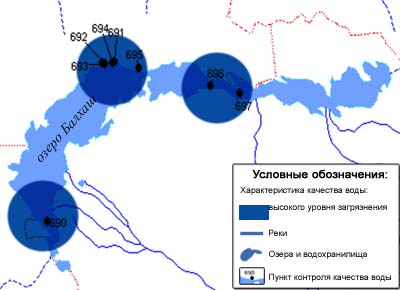 694
692
691
693
695
696
697
озеро Балхаш
690
Условные обозначения:
Характеристика качества воды:
высокого уровня загрязнения
Реки
Озера и водохранилища
695
Пункт контроля качества воды